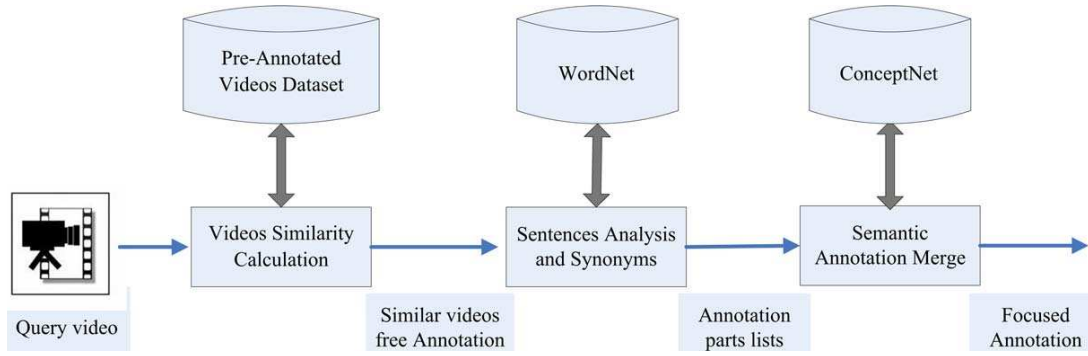 Pre-Annotated
Videos Dataset
WordNet
ConceptNet
Videos Similarity
Calculation
Sentences Analysis
and Synonyms
Semantic
Annotation Merge
Query video
Similar videos
free Annotation
Annotation
parts lists
Focused
Annotation